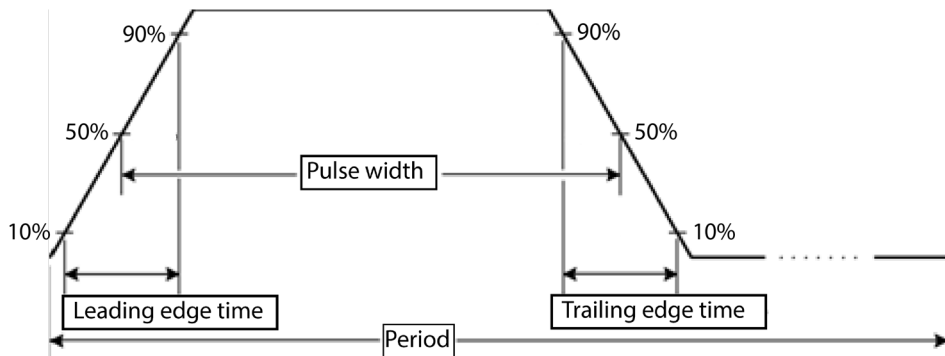 90%
90%
50%
50%
Pulse width
10%
10%
Leading edge time
Trailing edge time
Period